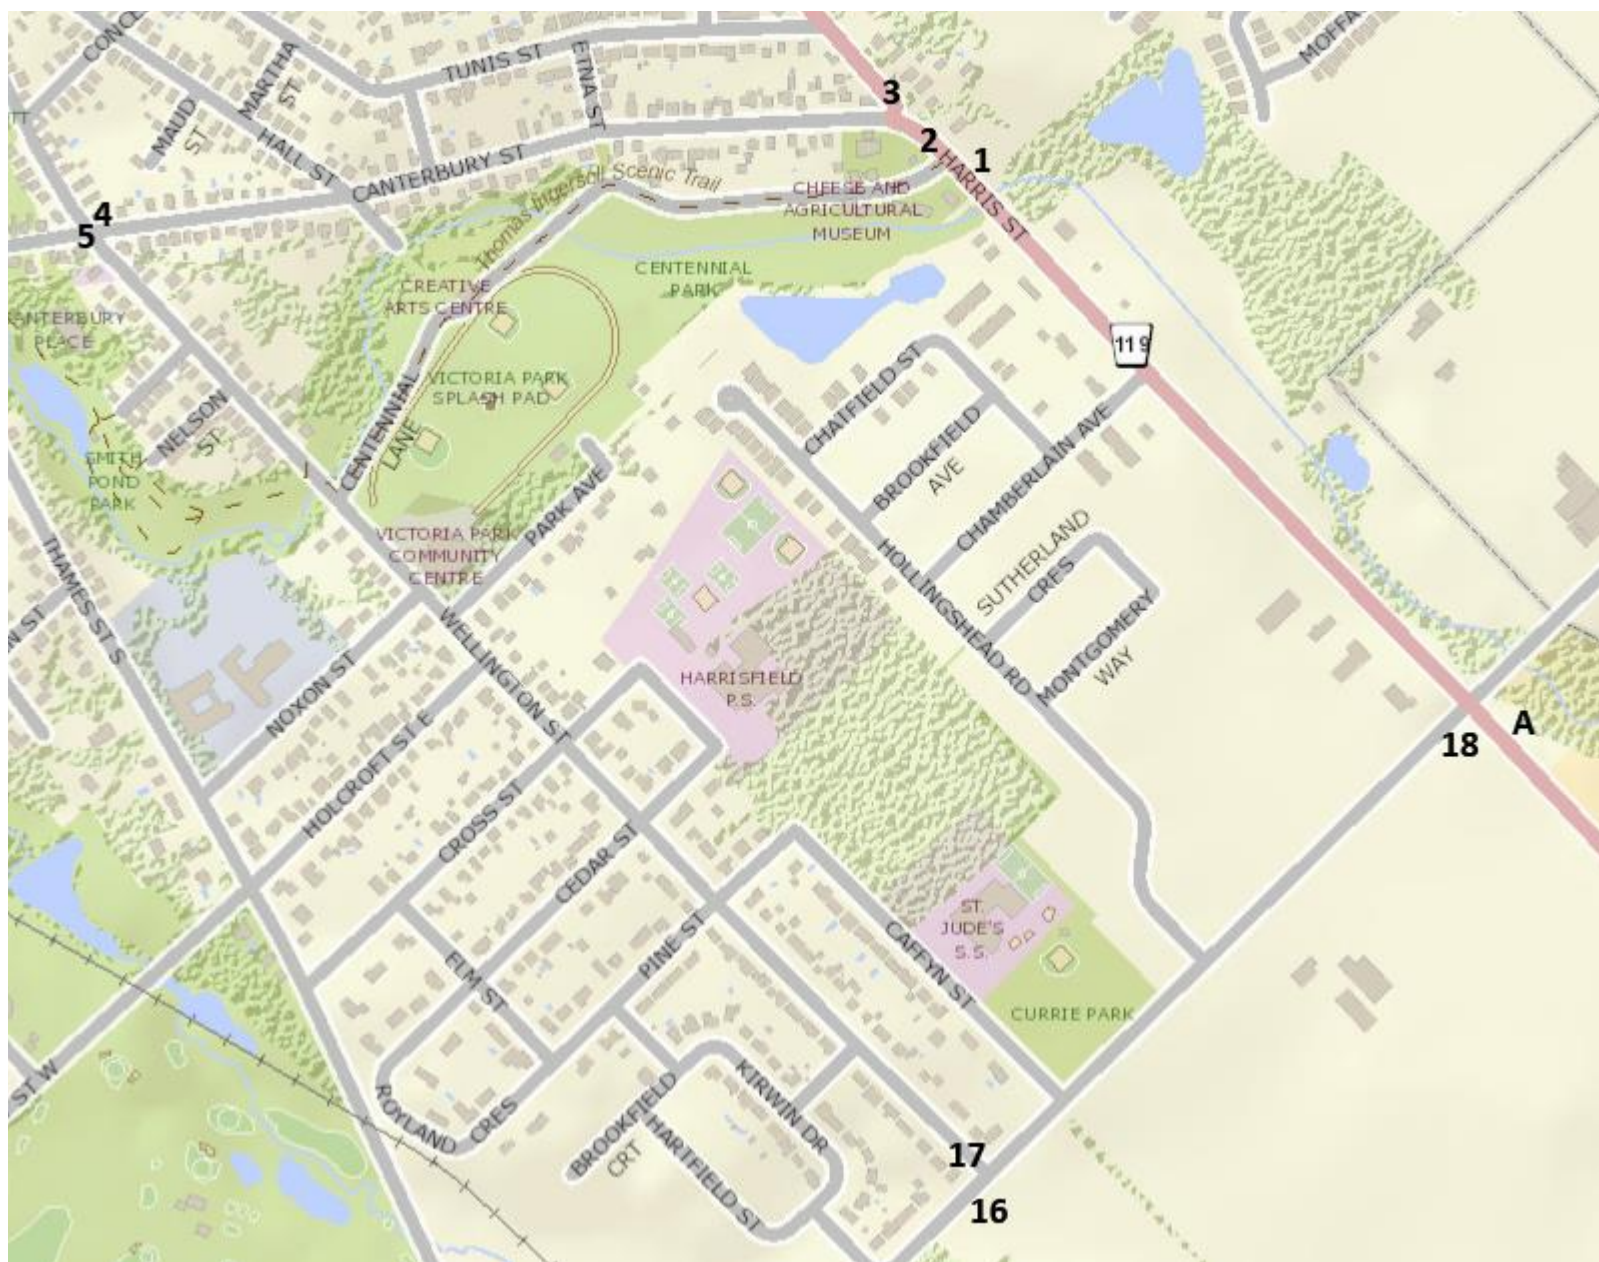 CONCE
MOFFA
MARTHA
ST
TUNIS ST
ETNA ST
MAUD
ST
HALL ST
CANTERBURY ST
3
2
1
HARRIS ST
Thomas Ingersoll Scenic Trail
CHEESE AND
AGRICULTURAL
MUSEUM
4
5
CENTENNIAL
PARK
CREATIVE
ARTS CENTRE
ANTERBURY
PLACE
119
VICTORIA PARK
SPLASH PAD
CHATFIELD ST
NELSON
ST
CENTENNIAL
LANE
BROOKFIELD
AVE
CHAMBERLAIN AVE
SMITH
POND
PARK
PARK AVE
VICTORIA PARK
COMMUNITY
CENTRE
SUTHERLAND
CRES
HOLLINGSHEAD RD
MONTGOMERY
WAY
THAMES ST S
N ST
WELLINGTON ST
NOXON ST
HARRISFIELD
P.S.
HOLCROFT ST E
A
18
CROSS ST
CEDAR ST
PINE ST
ST.
JUDE'S
S.S.
CAFFYN ST
ELM ST
CURRIE PARK
ST W
ROYLAND
CRES
BROOKFIELD
CRT
KIRWIN DR
HARTFIELD ST
17
16